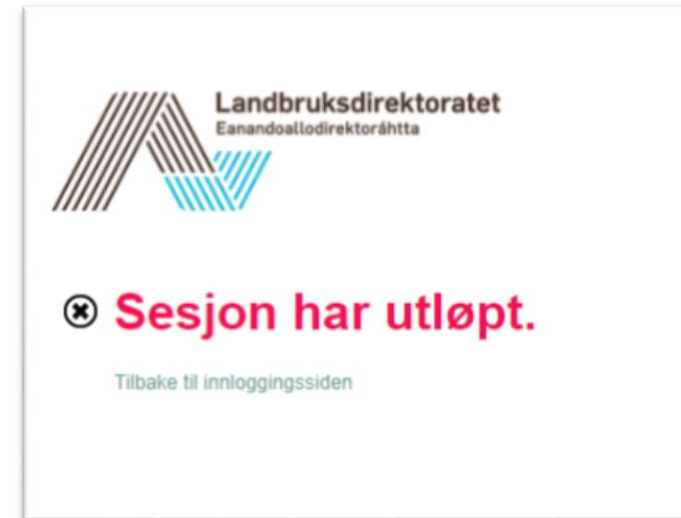 Landbruksdirektoratet
Eanandoallodirektoráhtta
Sesjon har utløpt.
Tilbake til innloggingssiden